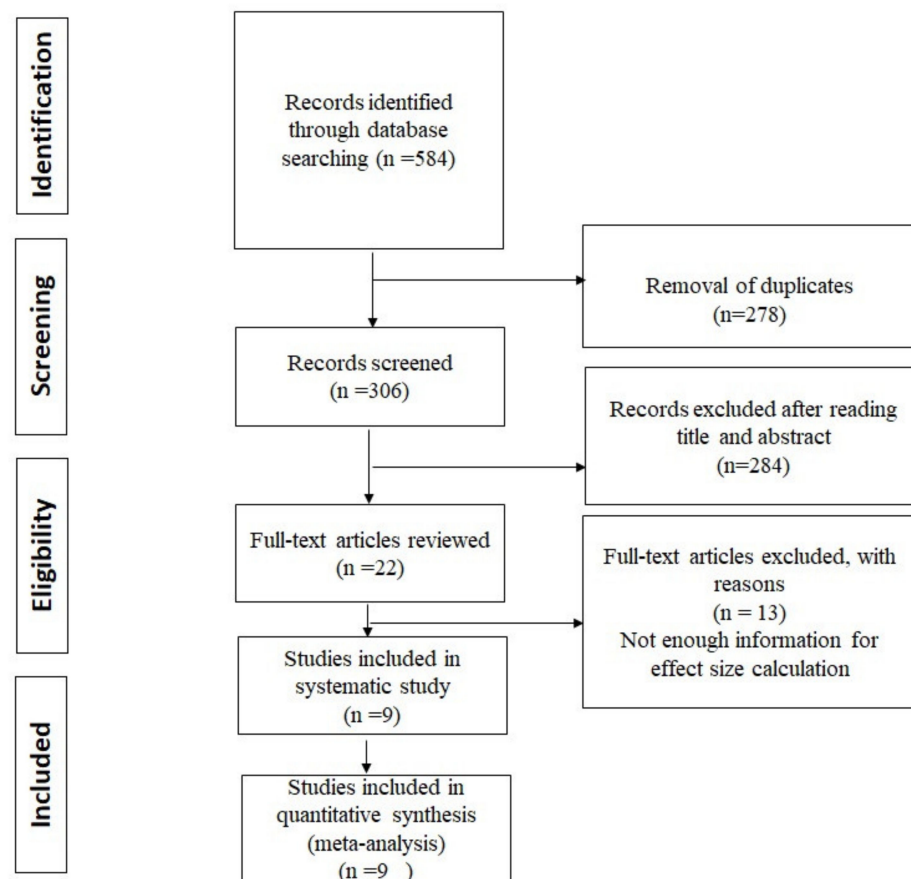 Identification
Records identified
through database
searching (n =584)
Screening
Removal of duplicates
(n=278)
Records screened
(n =306)
Records excluded after reading
title and abstract
(n=284)
Eligibility
Full-text articles reviewed
(n =22)
Full-text articles excluded, with
reasons
(n = 13)
Not enough information for
effect size calculation
Studies included in
systematic study
(n =9)
Included
Studies included in
quantitative synthesis
(meta-analysis)
(n =9   )